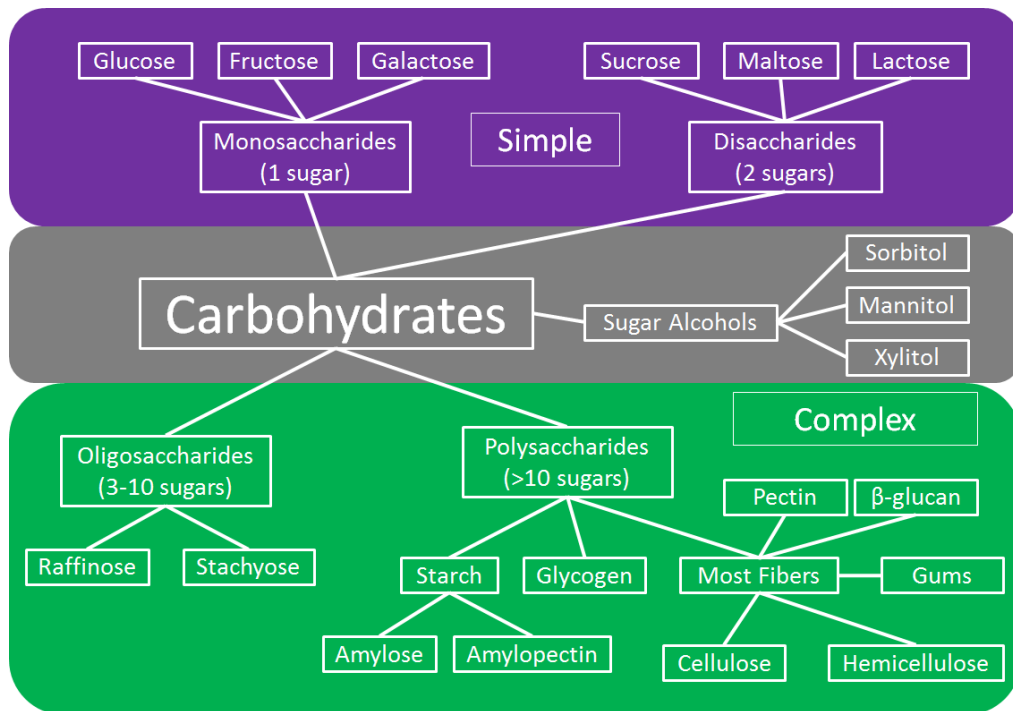 Glucose
Fructose
Galactose
Sucrose
Maltose
Lactose
Monosaccharides
(1 sugar)
Simple
Disaccharides
(2 sugars)
Sorbitol
Carbohydrates
Sugar Alcohols
Mannitol
Xylitol
Complex
Oligosaccharides
(3-10 sugars)
Polysaccharides
(>10 sugars)
Pectin
β-glucan
Raffinose
Stachyose
Starch
Glycogen
Most Fibers
Gums
Amylose
Amylopectin
Cellulose
Hemicellulose